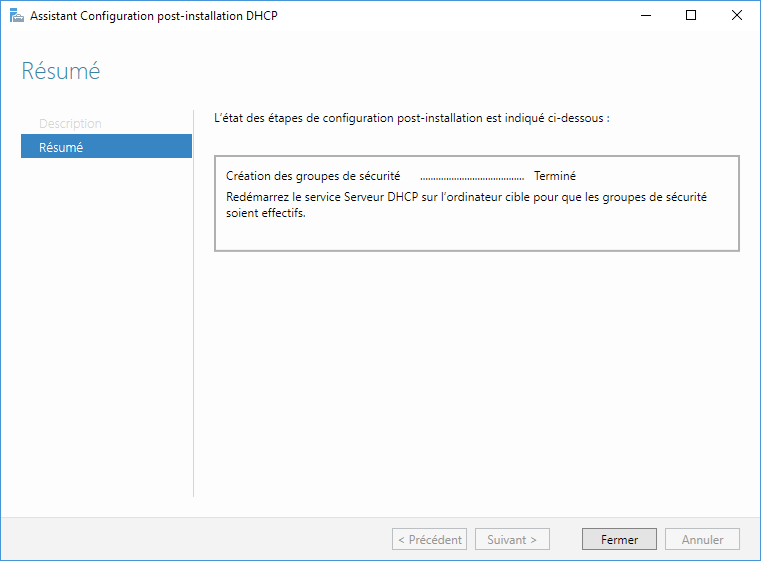 Assistant Configuration post-installation DHCP
Résumé
Description
Résumé
L’état des étapes de configuration post-installation est indiqué ci-dessous :
Création des groupes de sécurité ........................................ Terminé
Redémarrez le service Serveur DHCP sur l’ordinateur cible pour que les groupes de sécurité
soient effectifs.
< Précédent Suivant > Fermer Annuler